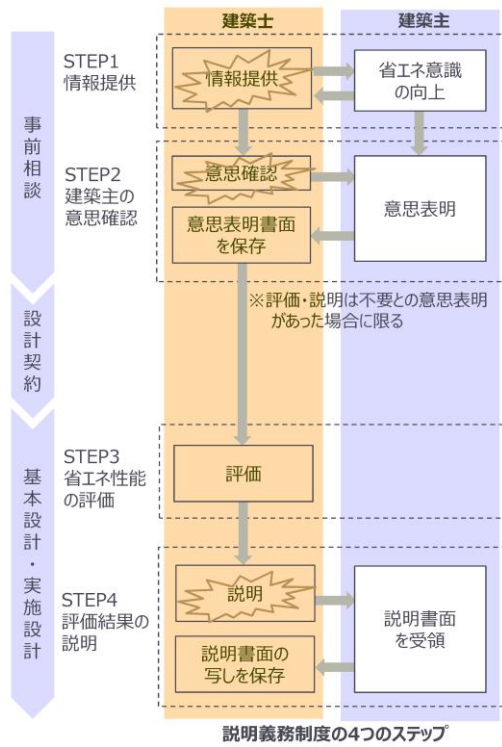 建築士
建築主
STEP1
情報提供
情報提供
省エネ意識
の向上
事前相談
STEP2
建築主の
意思確認
意思確認
意思表明書面
を保存
意思表明
※評価・説明は不要との意思表明
があった場合に限る
設計契約
STEP3
省エネ性能
の評価
評価
基本設計・実施設計
STEP4
評価結果の
説明
説明
説明書面の
写しを保存
説明書面
を受領
説明義務制度の4つのステップ